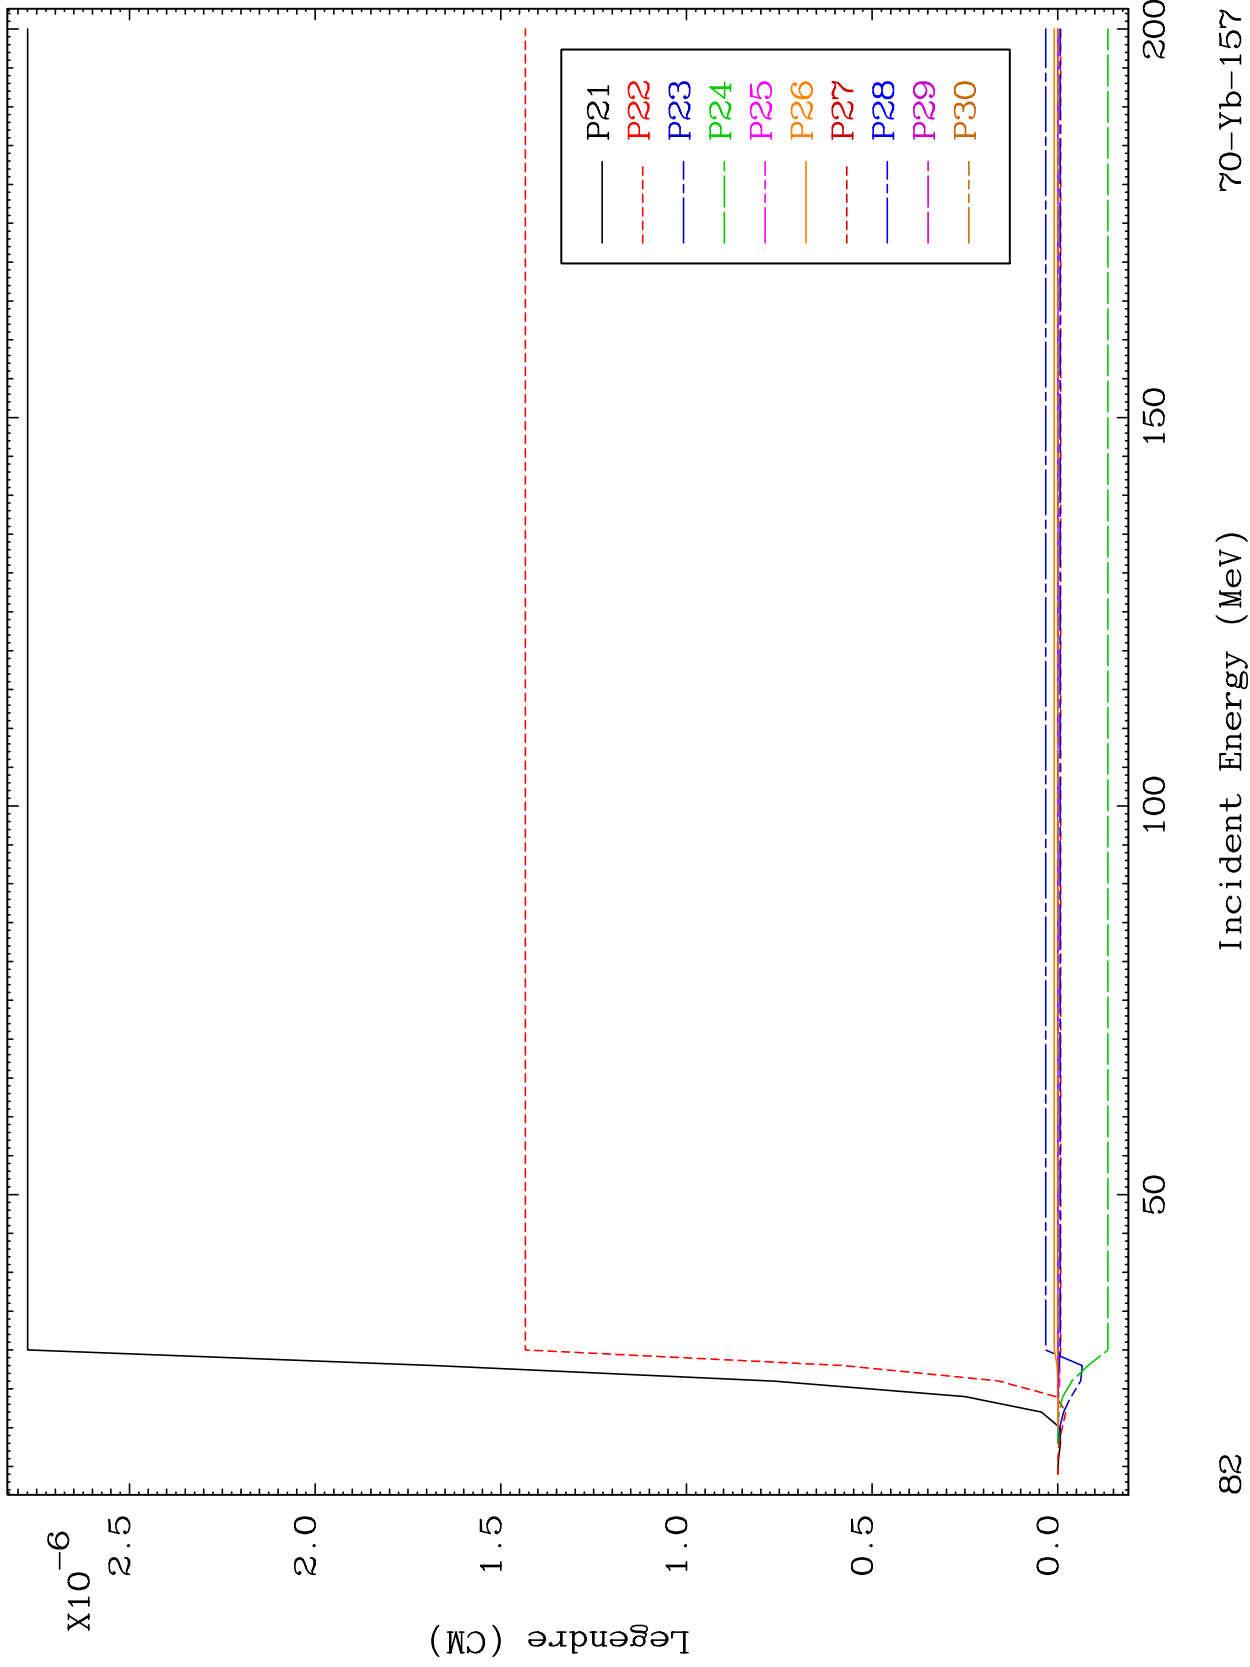 X10-6
2.5
2.0
1.5
1.0
0.5
0.0
Legendre (CM)
P21
P22
P23
P24
P25
P26
P27
P28
P29
P30
50
100
150
200
82
Incident Energy (MeV)
70-Yb-157